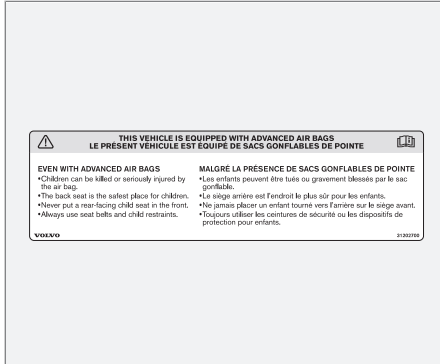 THIS VEHICLE IS EQUIPPED WITH ADVANCED AIR BAGS
LE PRÉSENT VÉHICULE EST ÉQUIPÉ DE SACS GONFLABLES DE POINTE
EVEN WITH ADVANCED AIR BAGS
•Children can be killed or seriously injured by
the air bag.
•The back seat is the safest place for children.
•Never put a rear-facing child seat in the front.
•Always use seat belts and child restraints.
MALGRÉ LA PRÉSENCE DE SACS GONFLABLES DE POINTE
•Les enfants peuvent être tués ou gravement blessés par le sac
gonflable.
•Le siège arrière est l'endroit le plus sûr pour les enfants.
•Ne jamais placer un enfant tourné vers l'arrière sur le siège avant.
•Toujours utiliser les ceintures de sécurité ou les dispositifs de
protection pour enfants.
VOLVO
31202700